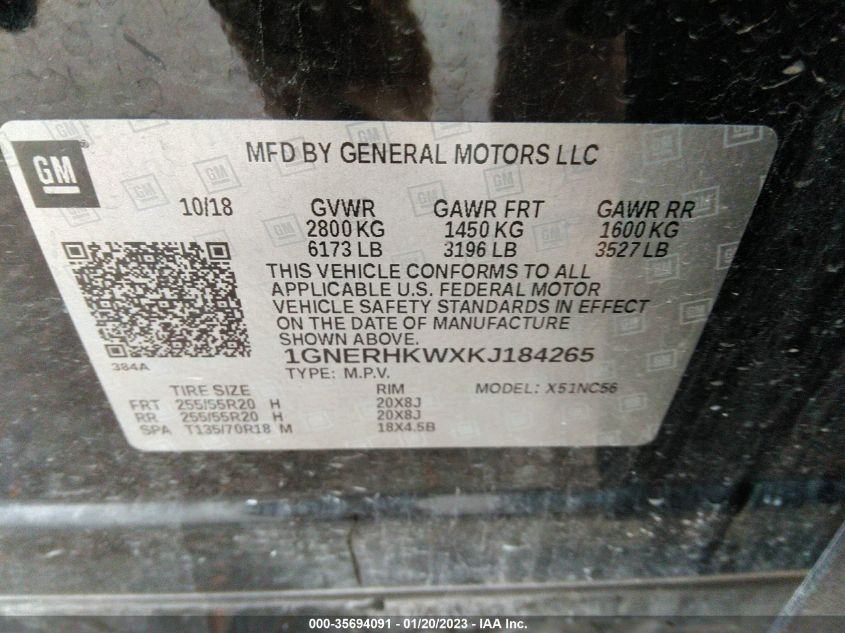 GM
MFD BY GENERAL MOTORS LLC
10/18 GVWR GAWR FRT GAWR RR
2800 KG 1450 KG 1600 KG
6173 LB 3196 LB 3527 LB
THIS VEHICLE CONFORMS TO ALL
APPLICABLE U.S. FEDERAL MOTOR
VEHICLE SAFETY STANDARDS IN EFFECT
ON THE DATE OF MANUFACTURE
SHOWN ABOVE.
1GNERHKWXKJ184265
384A TYPE: M.P.V.
TIRE SIZE RIM MODEL: X51NC56
FRT 255/55R20 H 20X8J
RR 255/55R20 H 20X8J
SPA T135/70R18 M 18X4.5B
000-35694091 - 01/20/2023 - IAA Inc.